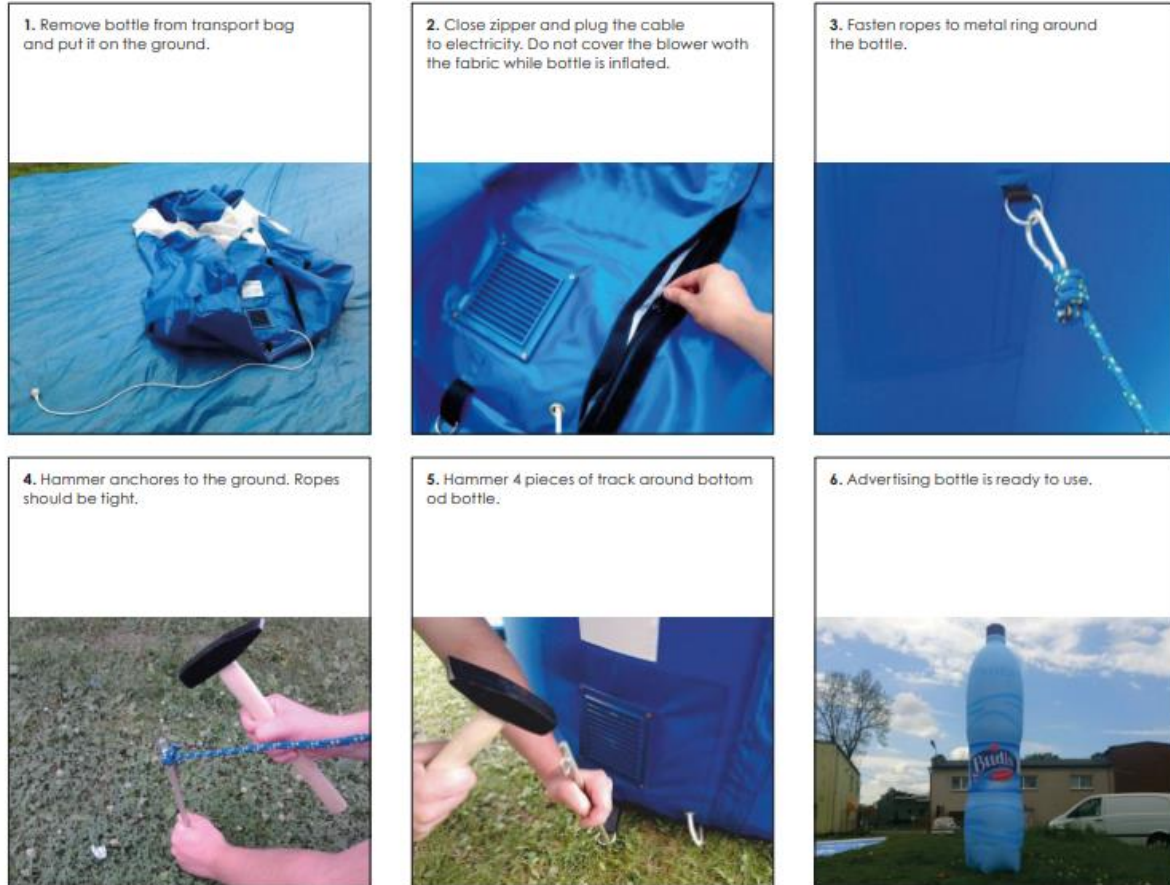 1. Remove bottle from transport bag
and put it on the ground.
2. Close zipper and plug the cable
to electricity. Do not cover the blower woth
the fabric while bottle is inflated.
3. Fasten ropes to metal ring around
the bottle.
4. Hammer anchores to the ground. Ropes
should be tight.
5. Hammer 4 pieces of track around bottom
od bottle.
6. Advertising bottle is ready to use.